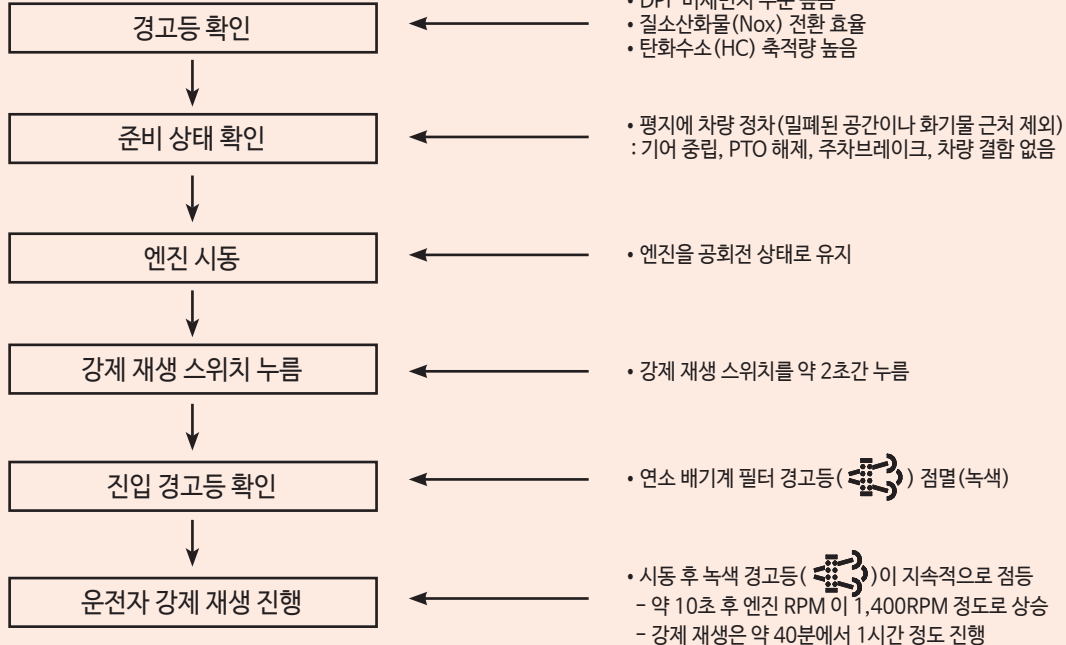 경고등 확인
• 질소산화물(Nox) 전환 효율
• 탄화수소(HC) 축적량 높음
준비 상태 확인
• 평지에 차량 정차(밀폐된 공간이나 화기물 근처 제외)
: 기어 중립, PTO 해제, 주차브레이크, 차량 결함 없음
엔진 시동
• 엔진을 공회전 상태로 유지
강제 재생 스위치 누름
• 강제 재생 스위치를 약 2초간 누름
진입 경고등 확인
• 연소 배기계 필터 경고등( ) 점멸(녹색)
운전자 강제 재생 진행
• 시동 후 녹색 경고등( )이 지속적으로 점등
- 약 10초 후 엔진 RPM 이 1,400RPM 정도로 상승
- 강제 재생은 약 40분에서 1시간 정도 진행